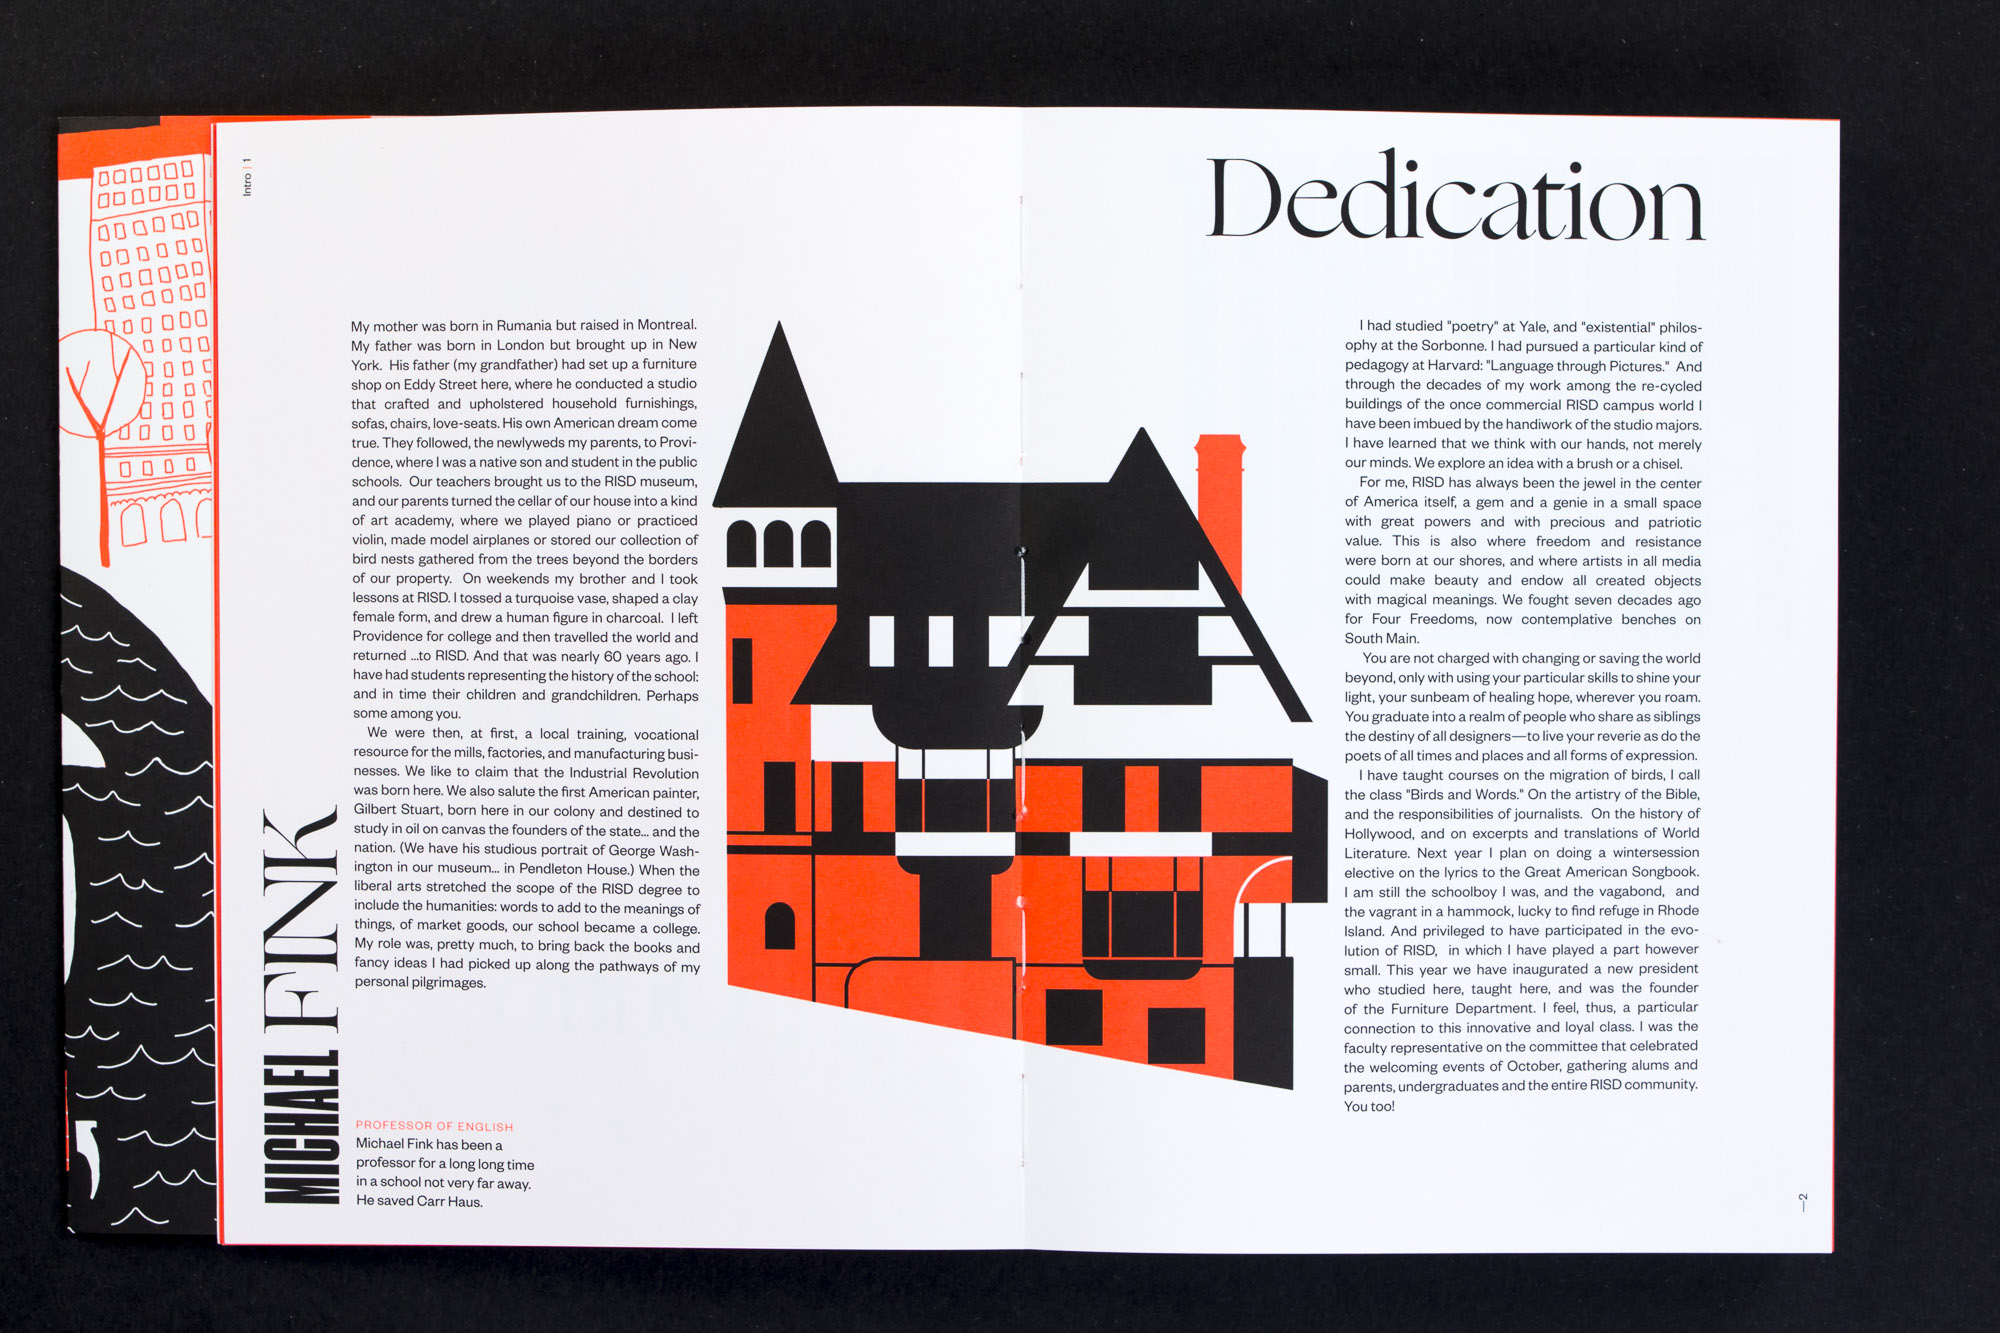 Intro | 1
Dedication
My mother was born in Rumania but raised in Montreal.
My father was born in London but brought up in New
York. His father (my grandfather) had set up a furniture
shop on Eddy Street here, where he conducted a studio
that crafted and upholstered household furnishings,
sofas, chairs, love-seats. His own American dream come
true. They followed, the newlyweds my parents, to Provi-
dence, where I was a native son and student in the public
schools. Our teachers brought us to the RISD museum,
and our parents turned the cellar of our house into a kind
of art academy, where we played piano or practiced
violin, made model airplanes or stored our collection of
bird nests gathered from the trees beyond the borders
of our property. On weekends my brother and I took
lessons at RISD. I tossed a turquoise vase, shaped a clay
female form, and drew a human figure in charcoal. I left
Providence for college and then travelled the world and
returned ...to RISD. And that was nearly 60 years ago. I
have had students representing the history of the school:
and in time their children and grandchildren. Perhaps
some among you.
We were then, at first, a local training, vocational
resource for the mills, factories, and manufacturing busi-
nesses. We like to claim that the Industrial Revolution
was born here. We also salute the first American painter,
Gilbert Stuart, born here in our colony and destined to
study in oil on canvas the founders of the state... and the
nation. (We have his studious portrait of George Wash-
ington in our museum... in Pendleton House.) When the
liberal arts stretched the scope of the RISD degree to
include the humanities: words to add to the meanings of
things, of market goods, our school became a college.
My role was, pretty much, to bring back the books and
fancy ideas I had picked up along the pathways of my
personal pilgrimages.
MICHAEL FINK
PROFESSOR OF ENGLISH
Michael Fink has been a
professor for a long long time
in a school not very far away.
He saved Carr Haus.
I had studied "poetry" at Yale, and "existential" philos-
ophy at the Sorbonne. I had pursued a particular kind of
pedagogy at Harvard: "Language through Pictures." And
through the decades of my work among the re-cycled
buildings of the once commercial RISD campus world I
have been imbued by the handiwork of the studio majors.
I have learned that we think with our hands, not merely
our minds. We explore an idea with a brush or a chisel.
For me, RISD has always been the jewel in the center
of America itself, a gem and a genie in a small space
with great powers and with precious and patriotic
value. This is also where freedom and resistance
were born at our shores, and where artists in all media
could make beauty and endow all created objects
with magical meanings. We fought seven decades ago
for Four Freedoms, now contemplative benches on
South Main.
You are not charged with changing or saving the world
beyond, only with using your particular skills to shine your
light, your sunbeam of healing hope, wherever you roam.
You graduate into a realm of people who share as siblings
the destiny of all designers—to live your reverie as do the
poets of all times and places and all forms of expression.
I have taught courses on the migration of birds, I call
the class "Birds and Words." On the artistry of the Bible,
and the responsibilities of journalists. On the history of
Hollywood, and on excerpts and translations of World
Literature. Next year I plan on doing a wintersession
elective on the lyrics to the Great American Songbook.
I am still the schoolboy I was, and the vagabond, and
the vagrant in a hammock, lucky to find refuge in Rhode
Island. And privileged to have participated in the evo-
lution of RISD, in which I have played a part however
small. This year we have inaugurated a new president
who studied here, taught here, and was the founder
of the Furniture Department. I feel, thus, a particular
connection to this innovative and loyal class. I was the
faculty representative on the committee that celebrated
the welcoming events of October, gathering alums and
parents, undergraduates and the entire RISD community.
You too!
—2